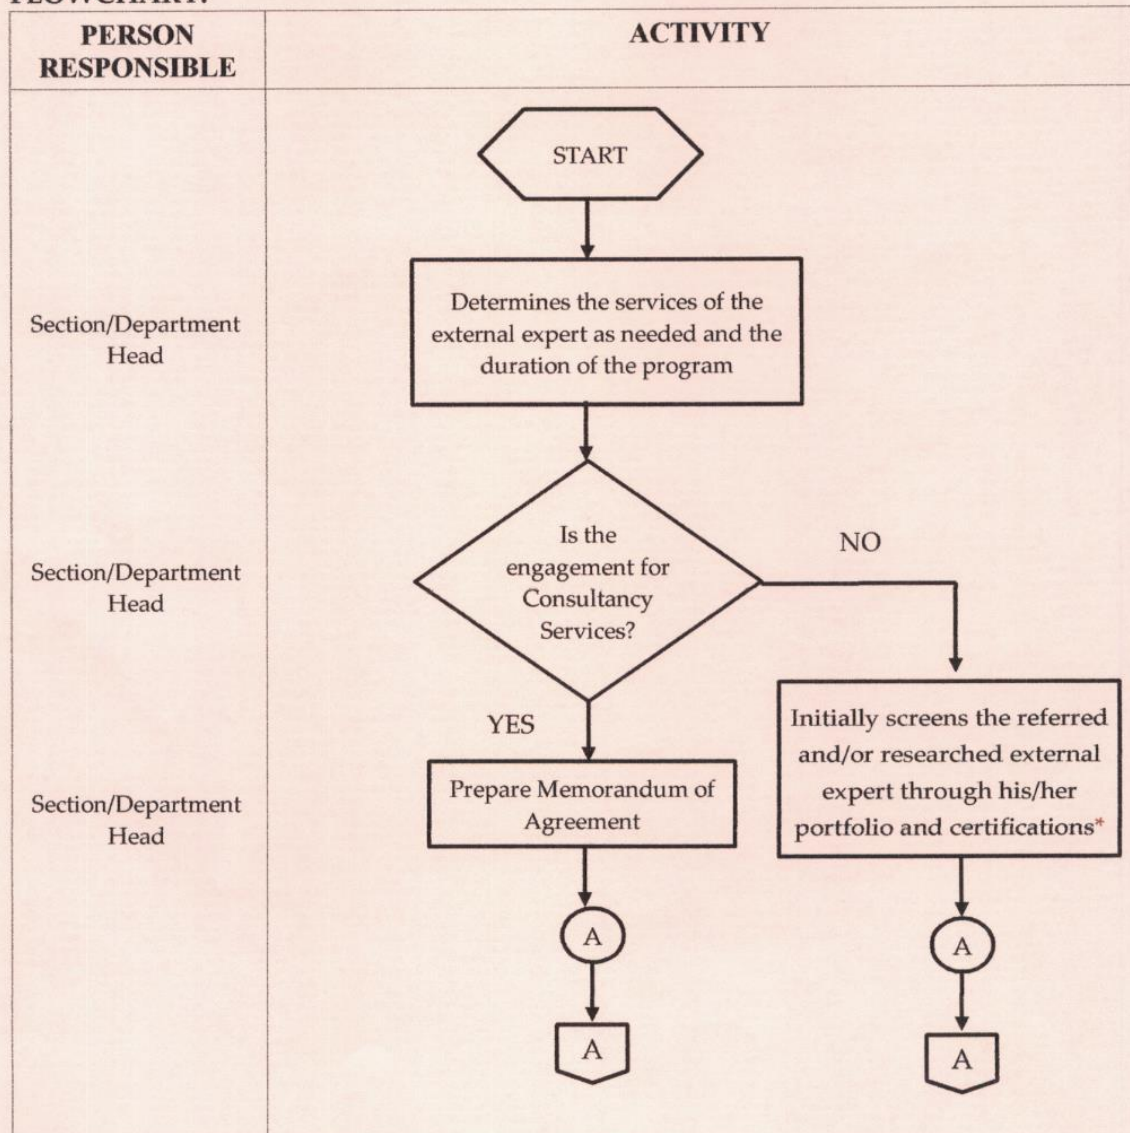 FLOWCHART:
PERSON
RESPONSIBLE
ACTIVITY
START
Section/Department
Head
Determines the services of the
external expert as needed and the
duration of the program
Section/Department
Head
Is the
engagement for
Consultancy
Services?
NO
YES
Section/Department
Head
Prepare Memorandum of
Agreement
Initially screens the referred
and/or researched external
expert through his/her
portfolio and certifications*
A
A
A
A